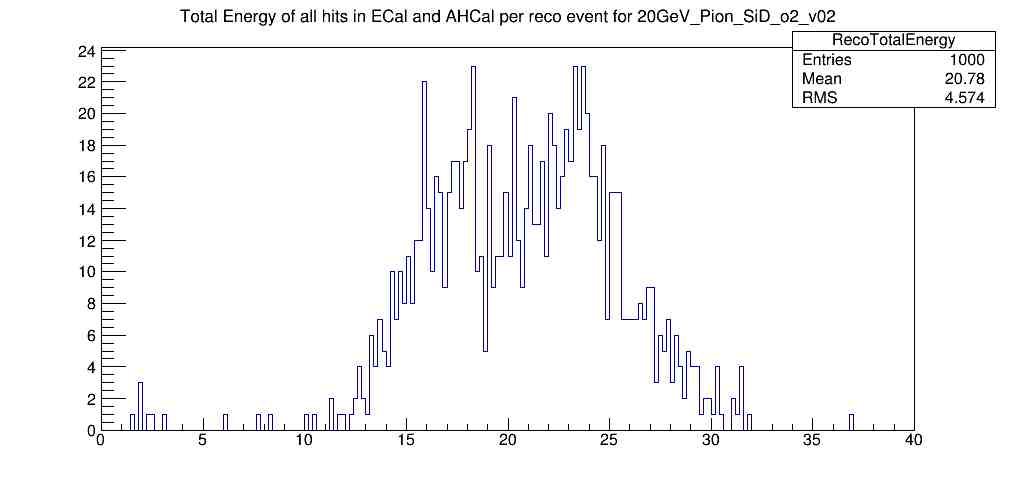 Total Energy of all hits in ECal and AHCal per reco event for 20GeV_Pion_SiD_o2_v02
RecoTotalEnergy
Entries 1000
Mean 20.78
RMS 4.574
24
22
20
18
16
14
12
10
8
6
4
2
0
0 5 10 15 20 25 30 35 40